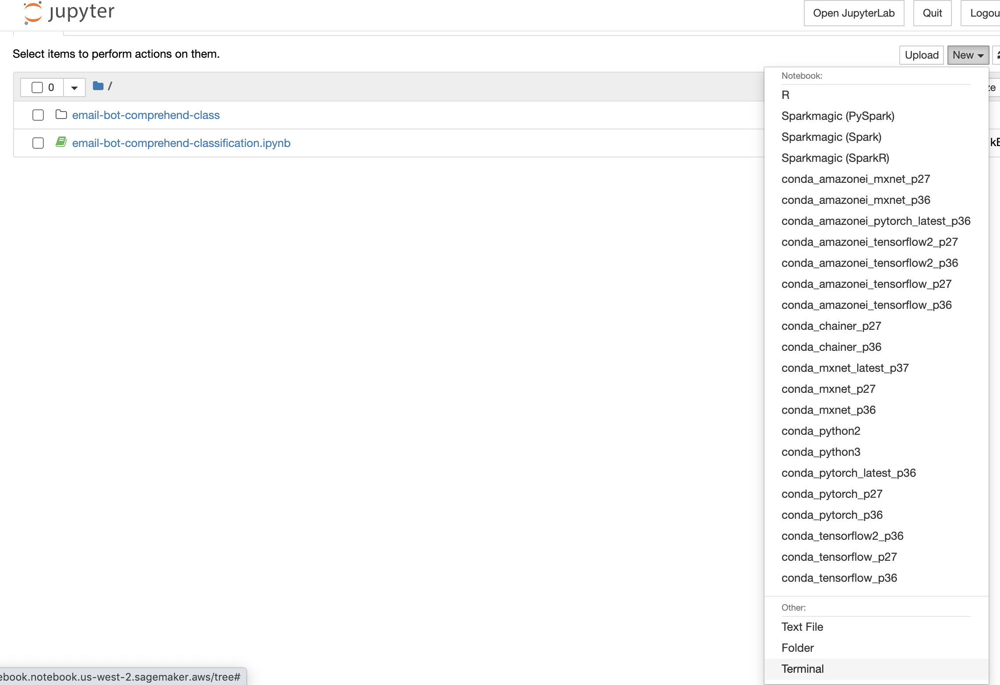 jupyter
Open JupyterLab
Quit
Select items to perform actions on them.
Upload
New
0
/
email-bot-comprehend-class
email-bot-comprehend-classification.ipynb
Notebook:
R
Sparkmagic (PySpark)
Sparkmagic (Spark)
Sparkmagic (SparkR)
conda_amazonei_mxnet_p27
conda_amazonei_mxnet_p36
conda_amazonei_pytorch_latest_p36
conda_amazonei_tensorflow2_p27
conda_amazonei_tensorflow2_p36
conda_amazonei_tensorflow_p27
conda_amazonei_tensorflow_p36
conda_chainer_p27
conda_chainer_p36
conda_mxnet_latest_p37
conda_mxnet_p27
conda_mxnet_p36
conda_python2
conda_python3
conda_pytorch_latest_p36
conda_pytorch_p27
conda_pytorch_p36
conda_tensorflow2_p36
conda_tensorflow_p27
conda_tensorflow_p36
Other:
Text File
Folder
Terminal
ebook.notebook.us-west-2.sagemaker.aws/tree#